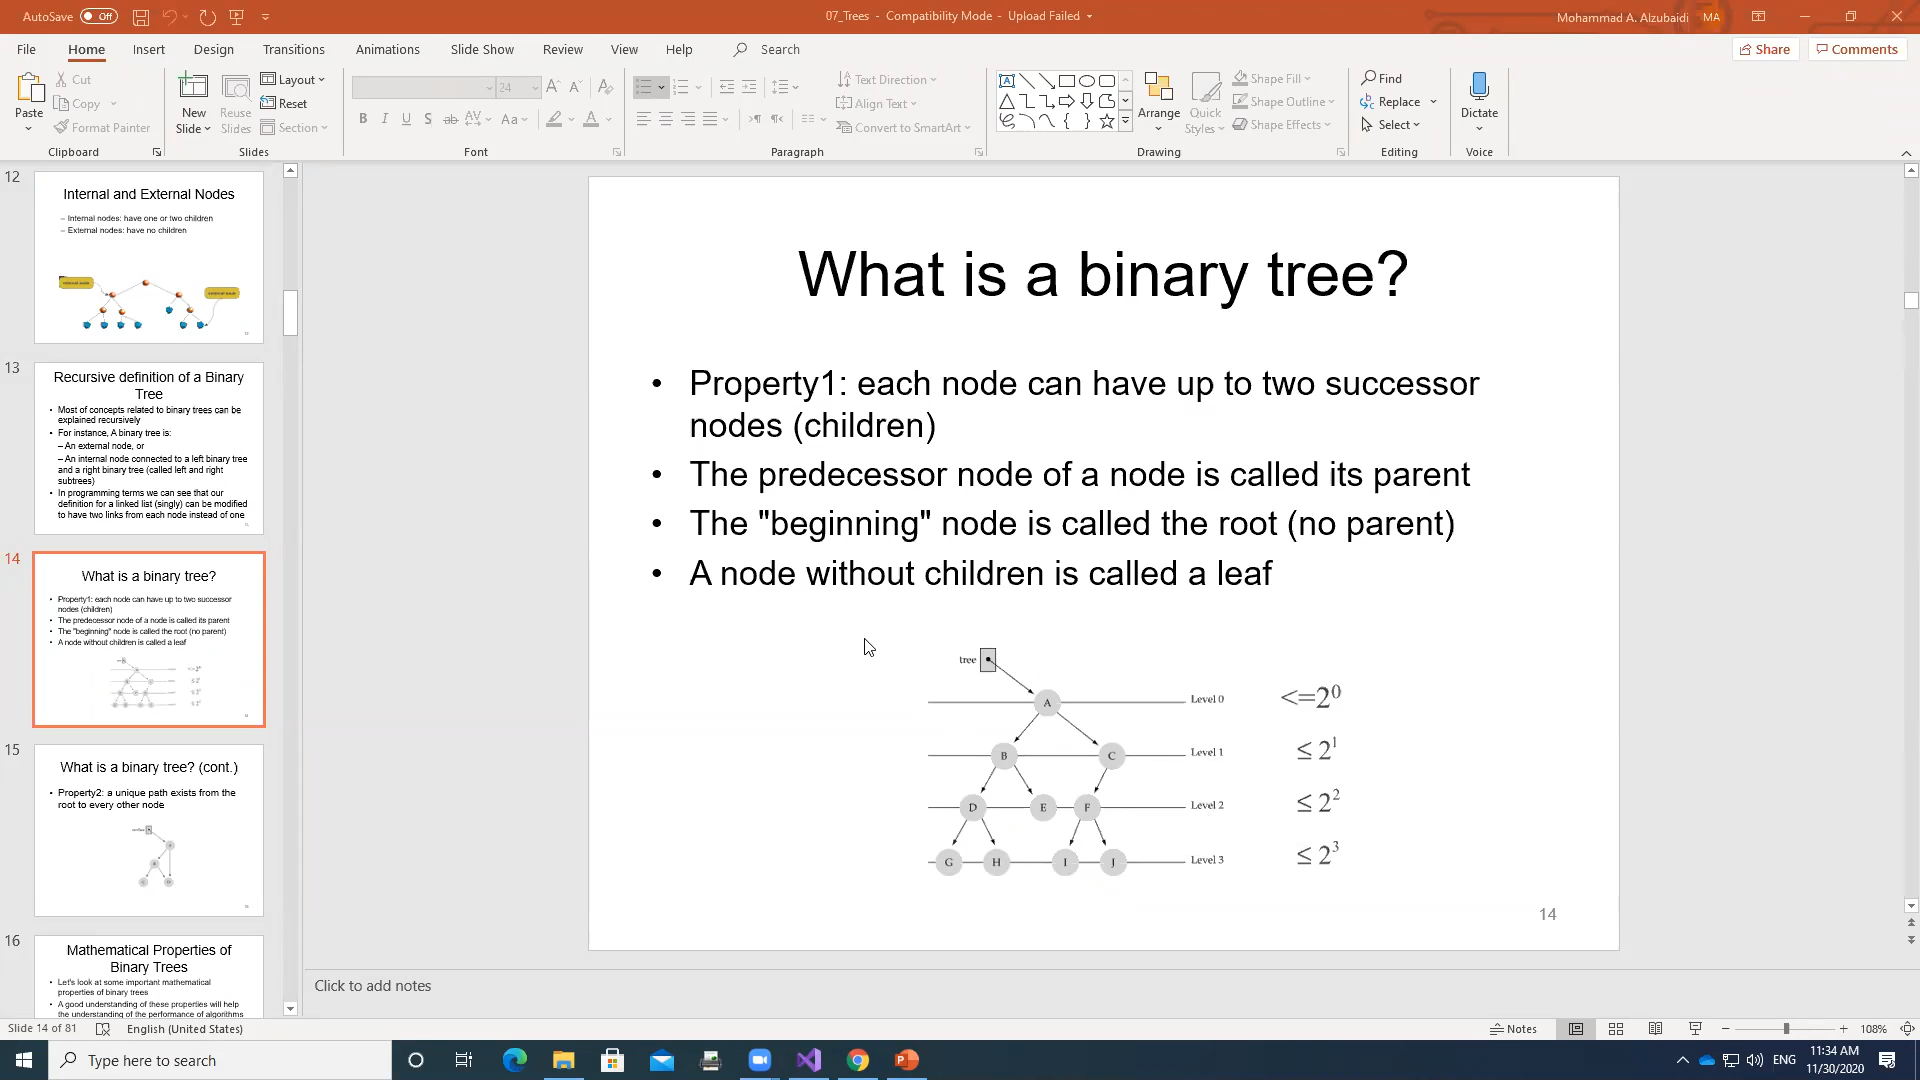 AutoSave Off
07_Trees - Compatibility Mode - Upload Failed
Mohammad A. Alzubaidi MA
File Home Insert Design Transitions Animations Slide Show Review View Help Search
Share Comments
Paste
Cut
Copy
Format Painter
Clipboard
New Slide
Reuse Slides
Layout
Reset
Section
Slides
24
B I U S ab AV Aa A
Font
Text Direction
Align Text
Convert to SmartArt
Paragraph
Arrange
Quick Styles
Shape Fill
Shape Outline
Shape Effects
Drawing
Find
Replace
Select
Editing
Dictate
Voice
12
Internal and External Nodes
– Internal nodes: have one or two children
– External nodes: have no children
13
Recursive definition of a Binary
Tree
• Most of concepts related to binary trees can be
explained recursively
• For instance, A binary tree is:
– An external node, or
– An internal node connected to a left binary tree
and a right binary tree (called left and right
subtrees)
• In programming terms we can see that our
definition for a linked list (singly) can be modified
to have two links from each node instead of one
14
What is a binary tree?
• Property1: each node can have up to two successor
nodes (children)
• The predecessor node of a node is called its parent
• The "beginning" node is called the root (no parent)
• A node without children is called a leaf
15
What is a binary tree? (cont.)
• Property2: a unique path exists from the
root to every other node
16
Mathematical Properties of
Binary Trees
• Let's look at some important mathematical
properties of binary trees
• A good understanding of these properties will help
the understanding of the performance of algorithms
What is a binary tree?
• Property1: each node can have up to two successor
nodes (children)
• The predecessor node of a node is called its parent
• The "beginning" node is called the root (no parent)
• A node without children is called a leaf
tree
A Level 0 <=2⁰
B C Level 1 ≤ 2¹
D E F Level 2 ≤ 2²
G H I J Level 3 ≤ 2³
14
Click to add notes
Slide 14 of 81 English (United States) Notes 108%
Type here to search
ENG
11:34 AM
11/30/2020